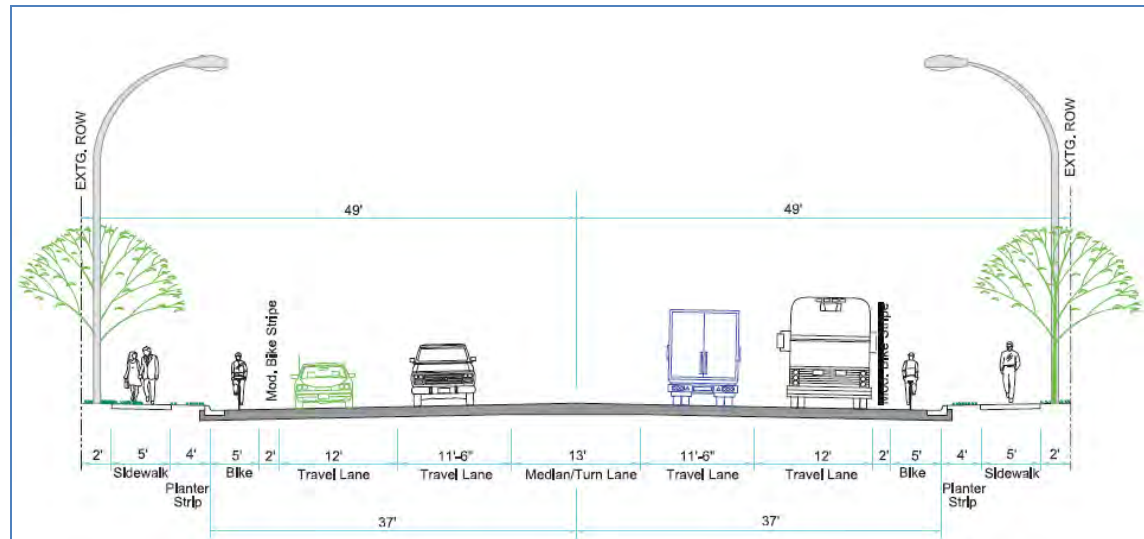 EXTG. ROW
EXTG. ROW
49'
49'
Mod. Bike Stripe
Mod. Bike Stripe
2'
5'
4'
5'
2'
12'
11'-6"
13'
11'-6"
12'
2'
5'
4'
5'
2'
Sidewalk
Bike
Travel Lane
Travel Lane
Median/Turn Lane
Travel Lane
Travel Lane
Bike
Sidewalk
Planter
Strip
Planter
Strip
37'
37'